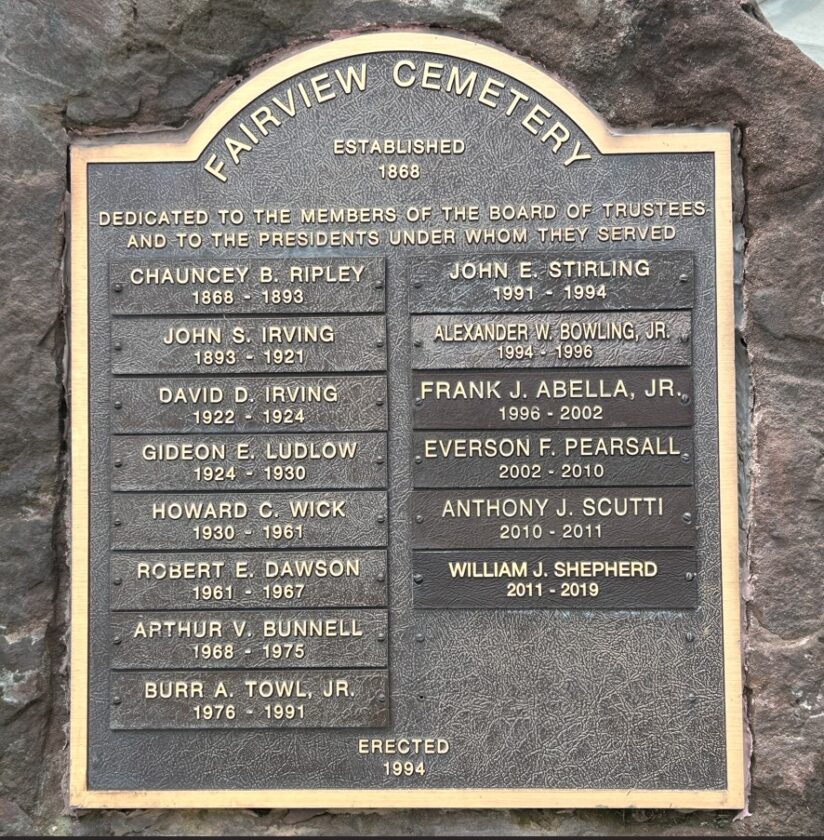 FAIRVIEW CEMETERY
ESTABLISHED
1868
DEDICATED TO THE MEMBERS OF THE BOARD OF TRUSTEES
AND TO THE PRESIDENTS UNDER WHOM THEY SERVED
CHAUNCEY B. RIPLEY
1868 - 1893
JOHN S. IRVING
1893 - 1921
DAVID D. IRVING
1922 - 1924
GIDEON E. LUDLOW
1924 - 1930
HOWARD C. WICK
1930 - 1961
ROBERT E. DAWSON
1961 - 1967
ARTHUR V. BUNNELL
1968 - 1975
BURR A. TOWL, JR.
1976 - 1991
JOHN E. STIRLING
1991 - 1994
ALEXANDER W. BOWLING, JR.
1994 - 1996
FRANK J. ABELLA, JR.
1996 - 2002
EVERSON F. PEARSALL
2002 - 2010
ANTHONY J. SCUTTI
2010 - 2011
WILLIAM J. SHEPHERD
2011 - 2019
ERECTED
1994